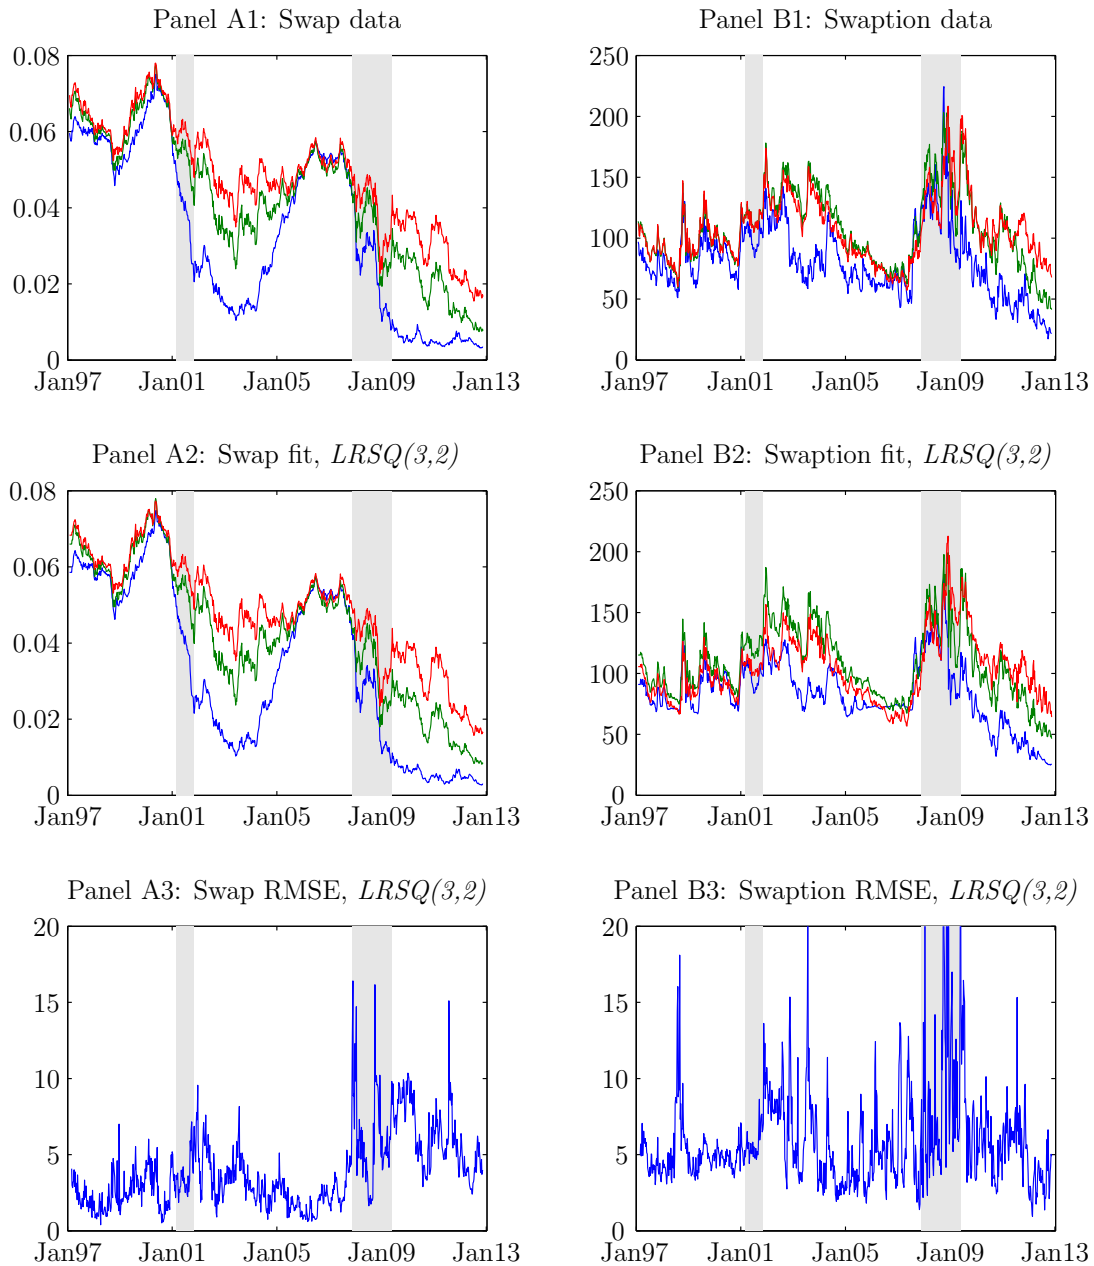 Panel A1: Swap data
0.08
0.06
0.04
0.02
0
Jan97 Jan01 Jan05 Jan09 Jan13
Panel B1: Swaption data
250
200
150
100
50
0
Jan97 Jan01 Jan05 Jan09 Jan13
Panel A2: Swap fit, LRSQ(3,2)
0.08
0.06
0.04
0.02
0
Jan97 Jan01 Jan05 Jan09 Jan13
Panel B2: Swaption fit, LRSQ(3,2)
250
200
150
100
50
0
Jan97 Jan01 Jan05 Jan09 Jan13
Panel A3: Swap RMSE, LRSQ(3,2)
20
15
10
5
0
Jan97 Jan01 Jan05 Jan09 Jan13
Panel B3: Swaption RMSE, LRSQ(3,2)
20
15
10
5
0
Jan97 Jan01 Jan05 Jan09 Jan13